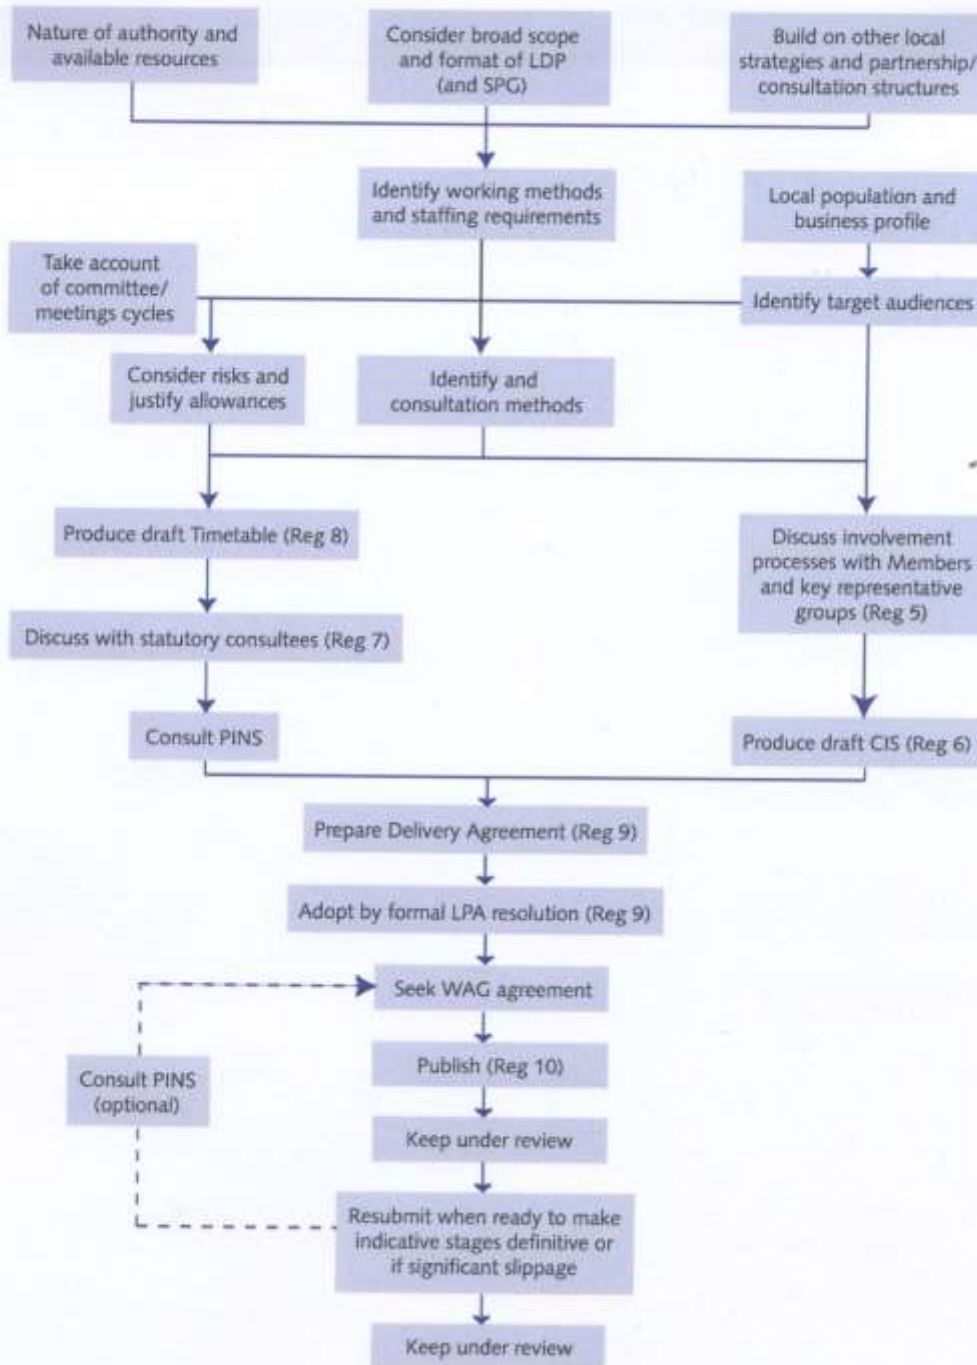 Nature of authority and
available resources
Consider broad scope
and format of LDP
(and SPG)
Build on other local
strategies and partnership/
consultation structures
Identify working methods
and staffing requirements
Local population and
business profile
Take account
of committee/
meetings cycles
Identify target audiences
Consider risks and
justify allowances
Identify and
consultation methods
Produce draft Timetable (Reg 8)
Discuss involvement
processes with Members
and key representative
groups (Reg 5)
Discuss with statutory consultees (Reg 7)
Consult PINS
Produce draft CIS (Reg 6)
Prepare Delivery Agreement (Reg 9)
Adopt by formal LPA resolution (Reg 9)
Seek WAG agreement
Publish (Reg 10)
Consult PINS
(optional)
Keep under review
Resubmit when ready to make
indicative stages definitive or
if significant slippage
Keep under review